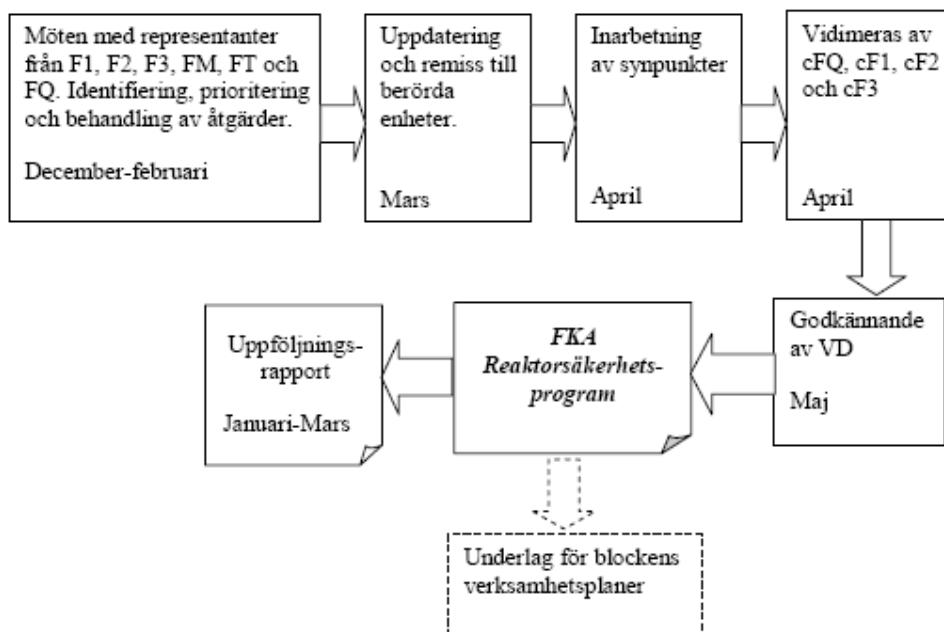 Möten med representanter
från F1, F2, F3, FM, FT och
FQ. Identifiering, prioritering
och behandling av åtgärder.
December-februari
Uppdatering
och remiss till
berörda
enheter.
Mars
Inarbetning
av synpunkter
April
Vidimeras av
cFQ, cF1, cF2
och cF3
April
Godkännande
av VD
Maj
FKA
Reaktorsäkerhets-
program
Uppföljnings-
rapport
Januari-Mars
Underlag för blockens
verksamhetsplaner